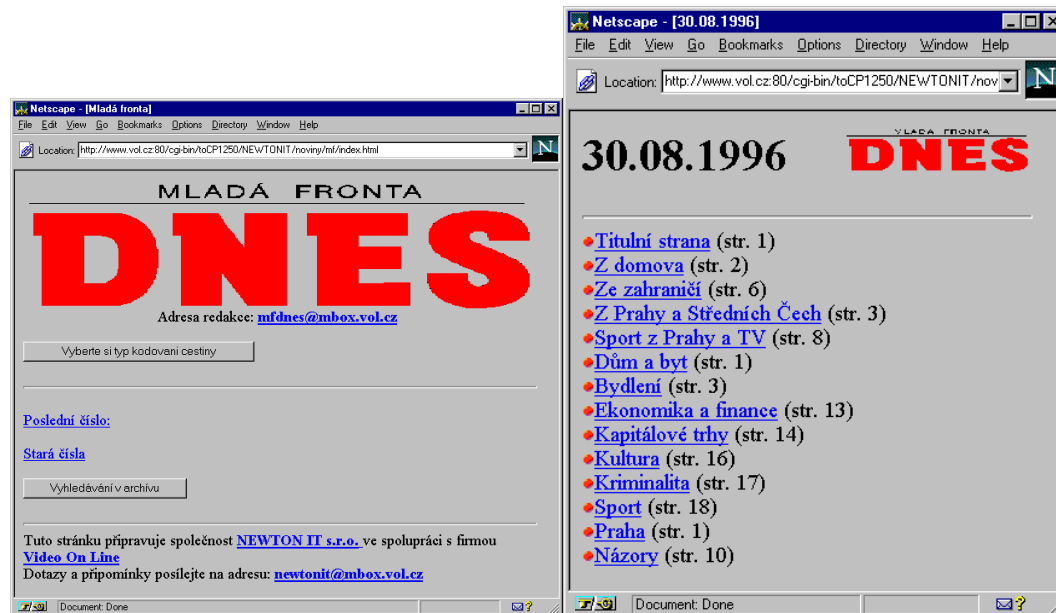 Netscape - [Mladá fronta]
File Edit View Go Bookmarks Options Directory Window Help
Location: http://www.vol.cz:80/cgi-bin/toCP1250/NEWTONIT/noviny/mf/index.html
N
MLADÁ FRONTA
DNES
Adresa redakce: mfdnes@mbox.vol.cz
Vyberte si typ kodovani cestiny
Poslední číslo:
Stará čísla
Vyhledávání v archívu
Tuto stránku připravuje společnost NEWTON IT s.r.o. ve spolupráci s firmou
Video On Line
Dotazy a připomínky posílejte na adresu: newtonit@mbox.vol.cz
Document: Done
Netscape - [30.08.1996]
File Edit View Go Bookmarks Options Directory Window Help
Location: http://www.vol.cz:80/cgi-bin/toCP1250/NEWTONIT/nov
N
30.08.1996
MLADA FRONTA
DNES
Titulní strana (str. 1)
Z domova (str. 2)
Ze zahraničí (str. 6)
Z Prahy a Středních Čech (str. 3)
Sport z Prahy a TV (str. 8)
Dům a byt (str. 1)
Bydlení (str. 3)
Ekonomika a finance (str. 13)
Kapitálové trhy (str. 14)
Kultura (str. 16)
Kriminalita (str. 17)
Sport (str. 18)
Praha (str. 1)
Názory (str. 10)
Document: Done